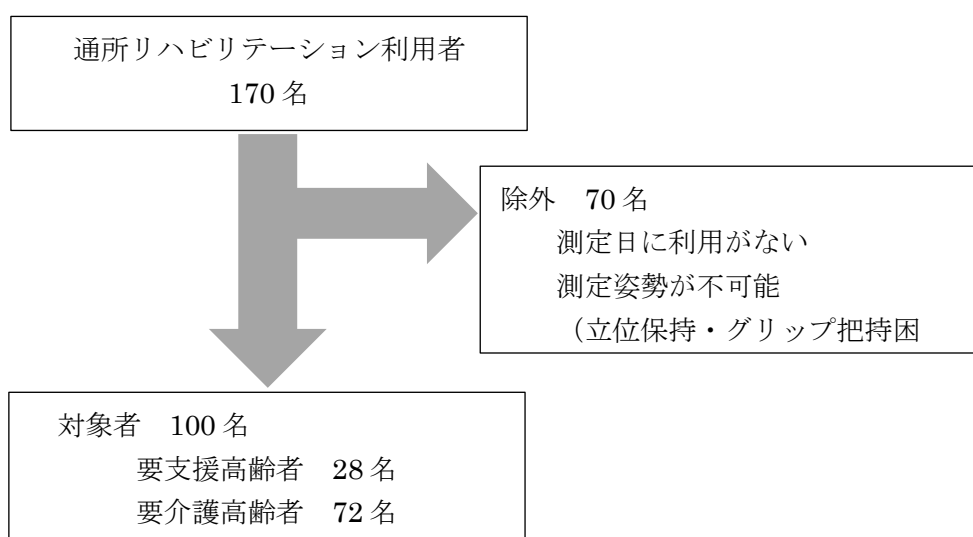 通所リハビリテーション利用者
170 名
除外　70 名
測定日に利用がない
測定姿勢が不可能
（立位保持・グリップ把持困
対象者　100 名
要支援高齢者　28 名
要介護高齢者　72 名